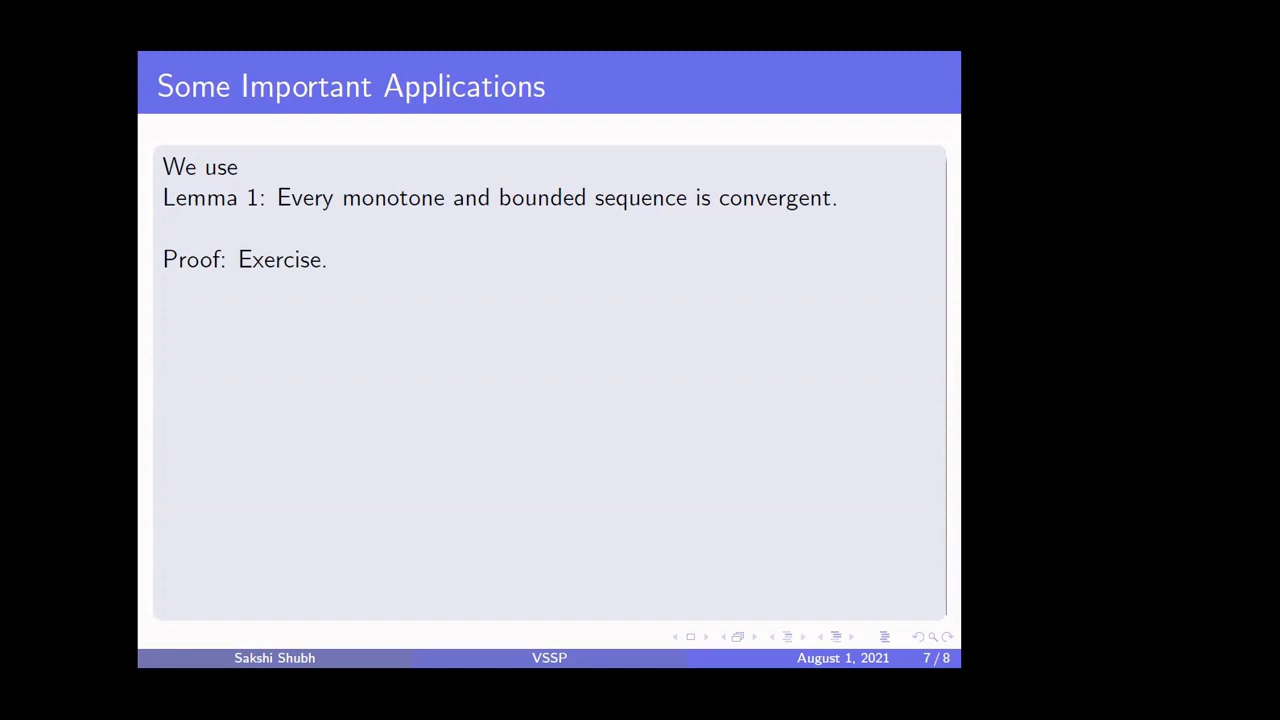 Some Important Applications
We use
Lemma 1: Every monotone and bounded sequence is convergent.
Proof: Exercise.
Sakshi Shubh VSSP August 1, 2021 7 / 8